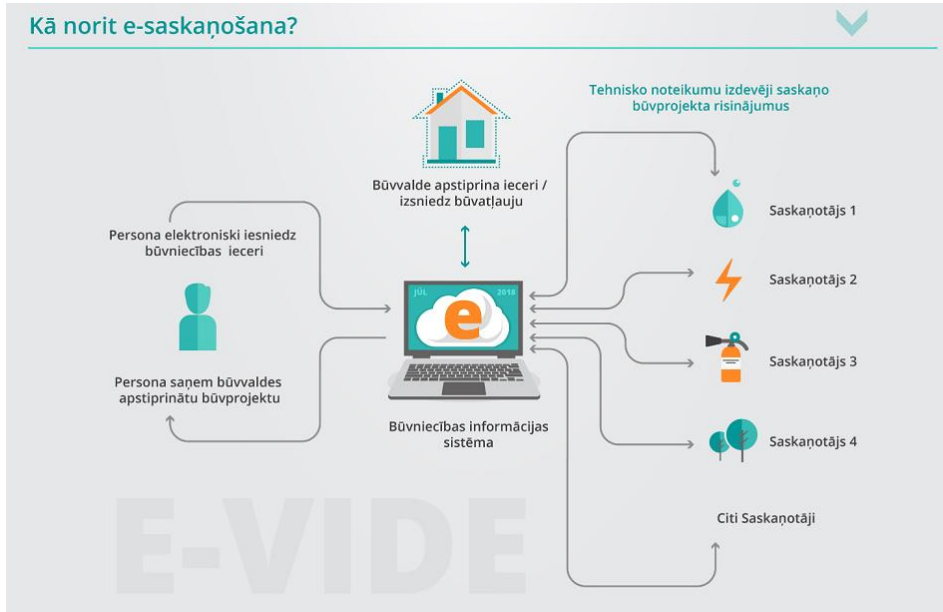 Kā norit e-saskaņošana?
Tehnisko noteikumu izdevēji saskaņo
būvprojekta risinājumus
Būvvalde apstiprina ieceri /
izsniedz būvatļauju
Persona elektroniski iesniedz
būvniecības ieceri
Saskaņotājs 1
Saskaņotājs 2
JŪL 2018
e
Saskaņotājs 3
Persona saņem būvvaldes
apstiprinātu būvprojektu
Būvniecības informācijas
sistēma
Saskaņotājs 4
Citi Saskaņotāji
E-VIDE